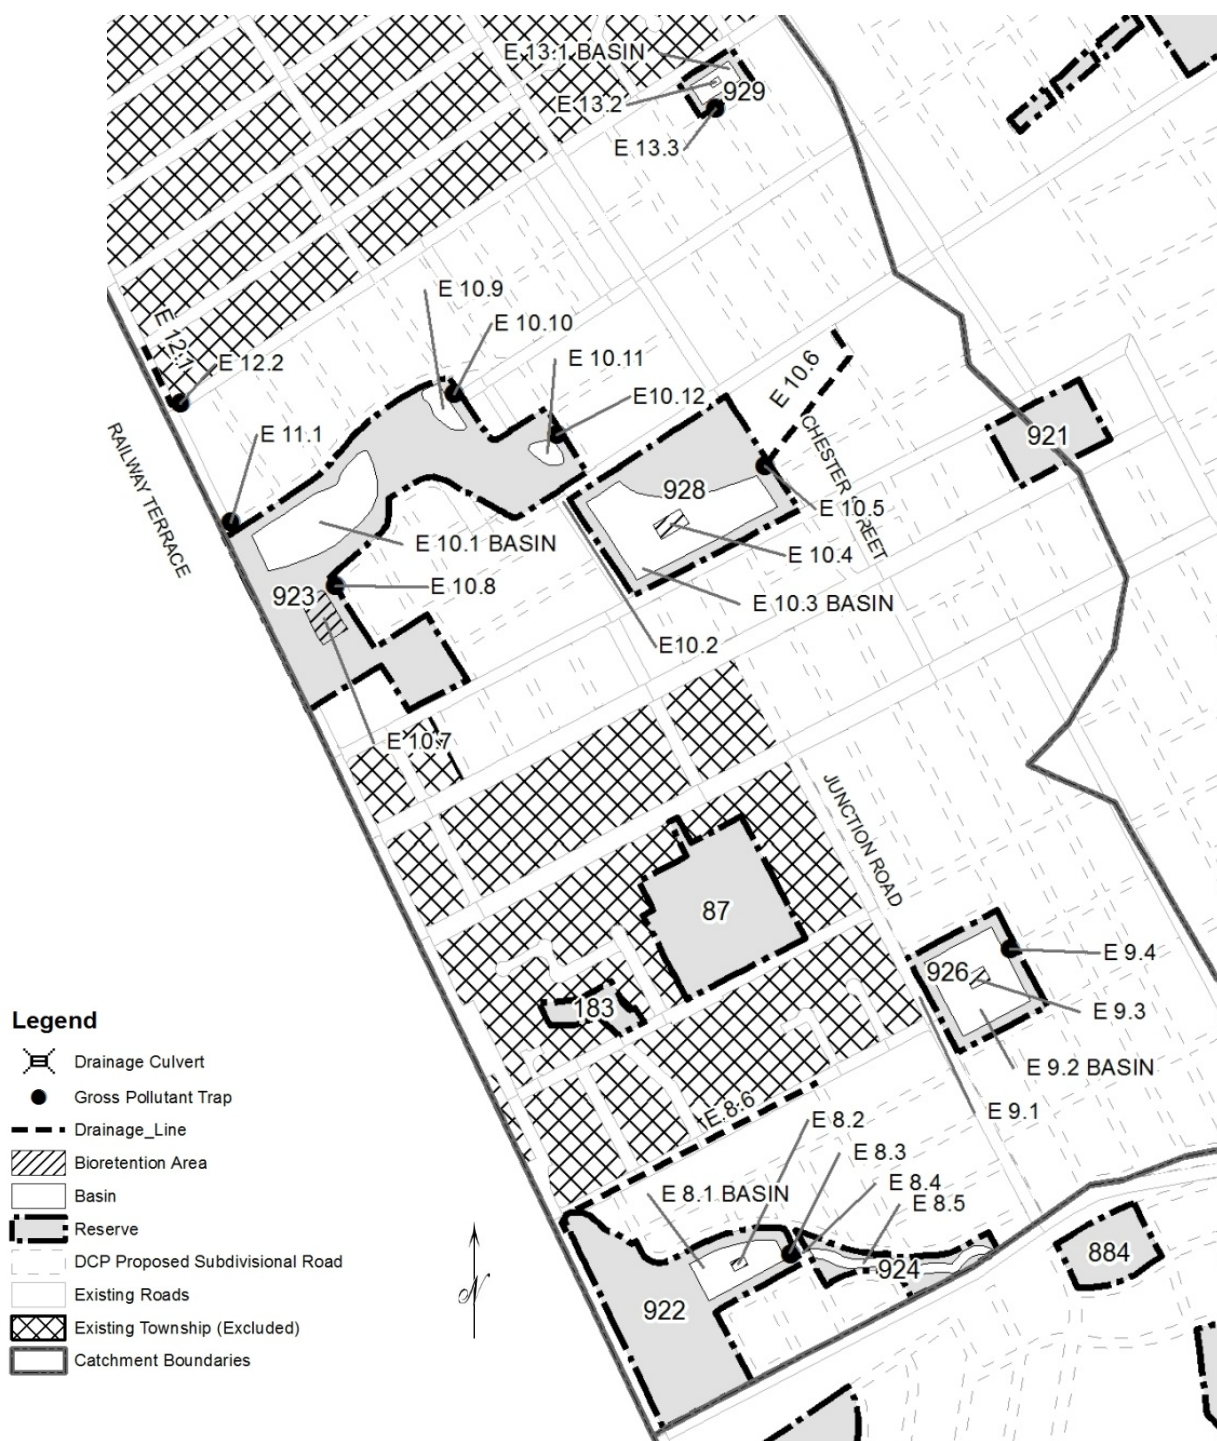 E 13.1 BASIN
929
E 13.2
E 13.3
E 10.9
E 10.10
E 12.1
E 12.2
E 10.11
E 10.6
E10.12
E 11.1
RAILWAY TERRACE
921
CHESTER STREET
928
E 10.5
E 10.1 BASIN
E 10.4
923
E 10.8
E 10.3 BASIN
E10.2
E 10.7
JUNCTION ROAD
87
926
E 9.4
183
E 9.3
E 9.2 BASIN
E 9.1
E 8.6
E 8.2
E 8.3
E 8.1 BASIN
E 8.4
E 8.5
924
884
922
N
Legend
Drainage Culvert
Gross Pollutant Trap
Drainage_Line
Bioretention Area
Basin
Reserve
DCP Proposed Subdivisional Road
Existing Roads
Existing Township (Excluded)
Catchment Boundaries